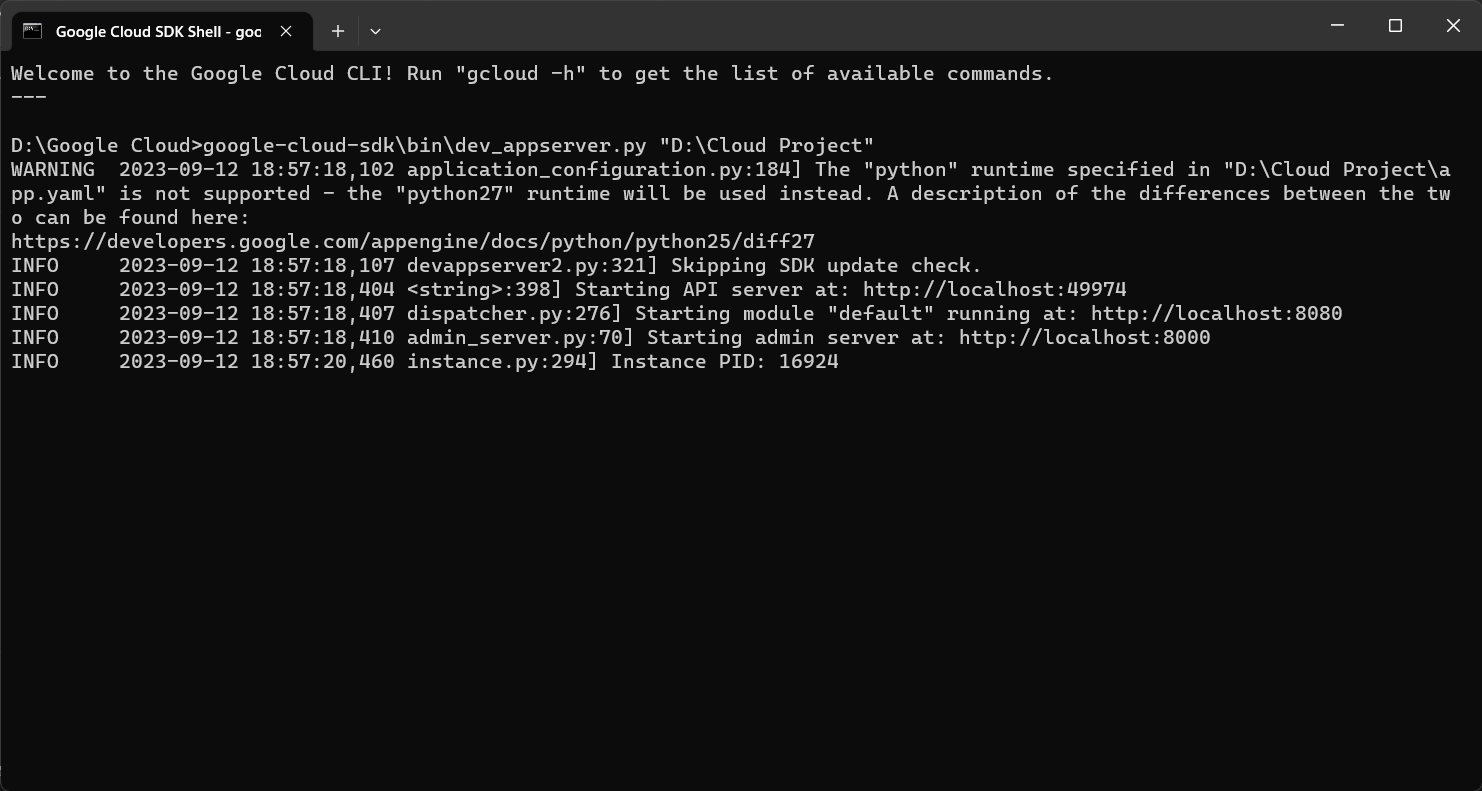 Google Cloud SDK Shell - goo
Welcome to the Google Cloud CLI! Run "gcloud -h" to get the list of available commands.
---
D:\Google Cloud>google-cloud-sdk\bin\dev_appserver.py "D:\Cloud Project"
WARNING  2023-09-12 18:57:18,102 application_configuration.py:184] The "python" runtime specified in "D:\Cloud Project\a
pp.yaml" is not supported - the "python27" runtime will be used instead. A description of the differences between the tw
o can be found here:
https://developers.google.com/appengine/docs/python/python25/diff27
INFO     2023-09-12 18:57:18,107 devappserver2.py:321] Skipping SDK update check.
INFO     2023-09-12 18:57:18,404 <string>:398] Starting API server at: http://localhost:49974
INFO     2023-09-12 18:57:18,407 dispatcher.py:276] Starting module "default" running at: http://localhost:8080
INFO     2023-09-12 18:57:18,410 admin_server.py:70] Starting admin server at: http://localhost:8000
INFO     2023-09-12 18:57:20,460 instance.py:294] Instance PID: 16924